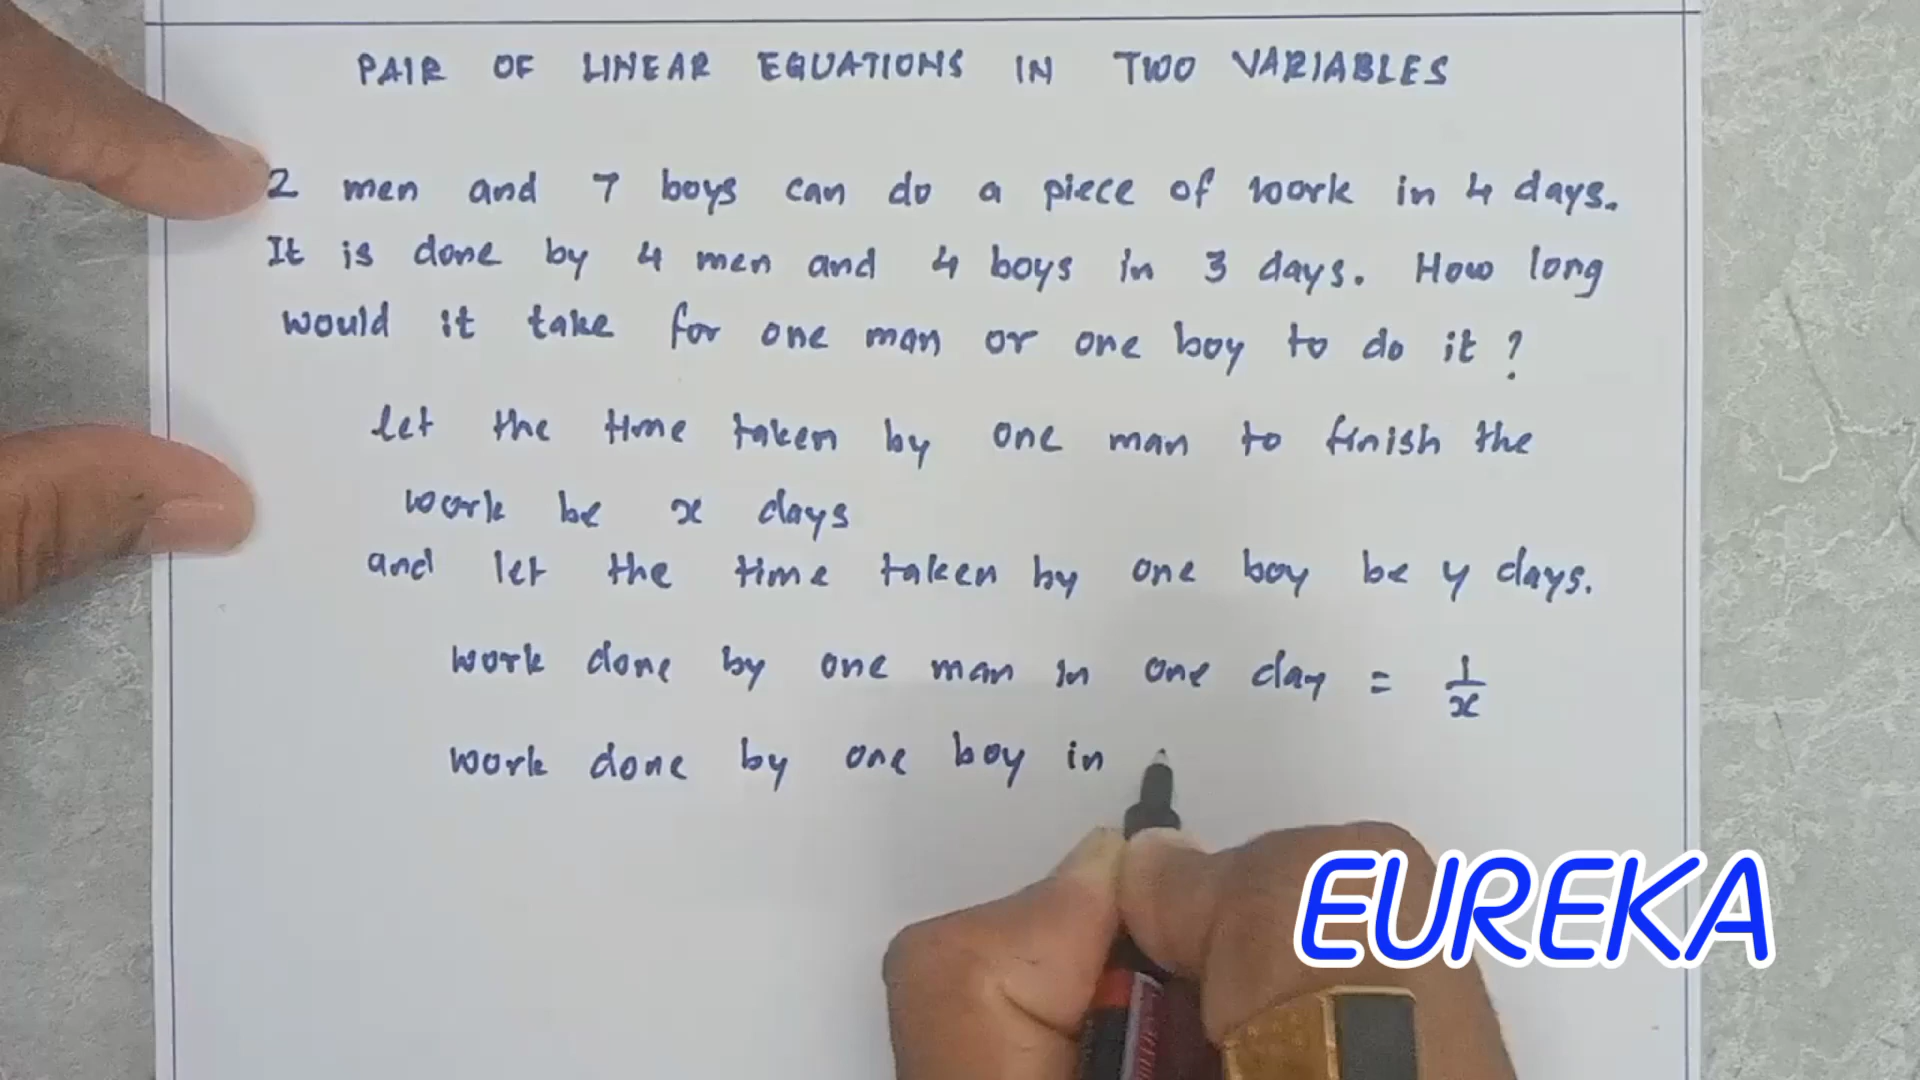 PAIR OF LINEAR EQUATIONS IN TWO VARIABLES
2 men and 7 boys can do a piece of work in 4 days.
It is done by 4 men and 4 boys in 3 days. How long
would it take for one man or one boy to do it ?
let the time taken by one man to finish the
work be x days
and let the time taken by one boy be y days.
work done by one man in one day = 1/x
work done by one boy in
EUREKA